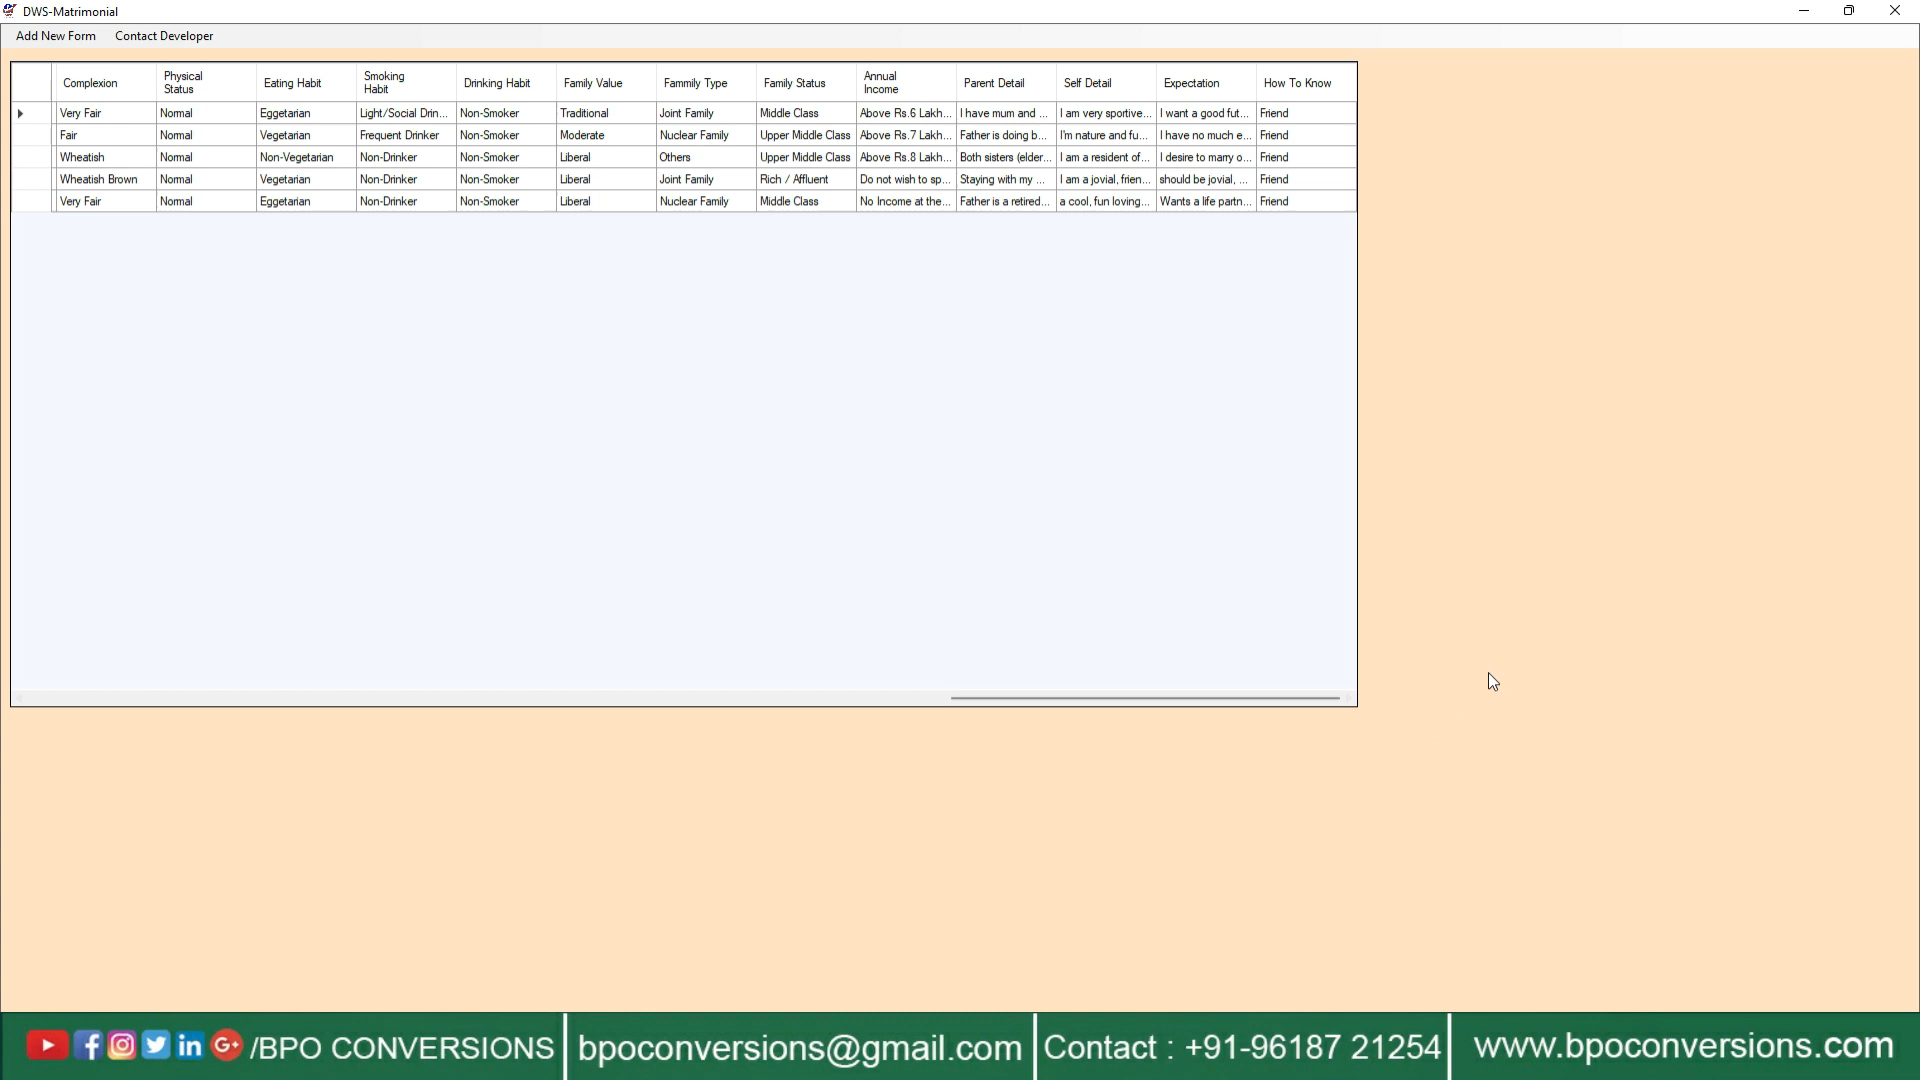 DWS-Matrimonial
Add New Form Contact Developer
Complexion Physical Status Eating Habit Smoking Habit Drinking Habit Family Value Fammily Type Family Status Annual Income Parent Detail Self Detail Expectation How To Know
Very Fair Normal Eggetarian Light/Social Drin... Non-Smoker Traditional Joint Family Middle Class Above Rs.6 Lakh... I have mum and ... I am very sportive... I want a good fut... Friend
Fair Normal Vegetarian Frequent Drinker Non-Smoker Moderate Nuclear Family Upper Middle Class Above Rs.7 Lakh... Father is doing b... I'm nature and fu... I have no much e... Friend
Wheatish Normal Non-Vegetarian Non-Drinker Non-Smoker Liberal Others Upper Middle Class Above Rs.8 Lakh... Both sisters (elder... I am a resident of... I desire to marry o... Friend
Wheatish Brown Normal Vegetarian Non-Drinker Non-Smoker Liberal Joint Family Rich / Affluent Do not wish to sp... Staying with my ... I am a jovial, frien... should be jovial, ... Friend
Very Fair Normal Eggetarian Non-Drinker Non-Smoker Liberal Nuclear Family Middle Class No Income at the... Father is a retired... a cool, fun loving... Wants a life partn... Friend
/BPO CONVERSIONS bpoconversions@gmail.com Contact : +91-96187 21254 www.bpoconversions.com